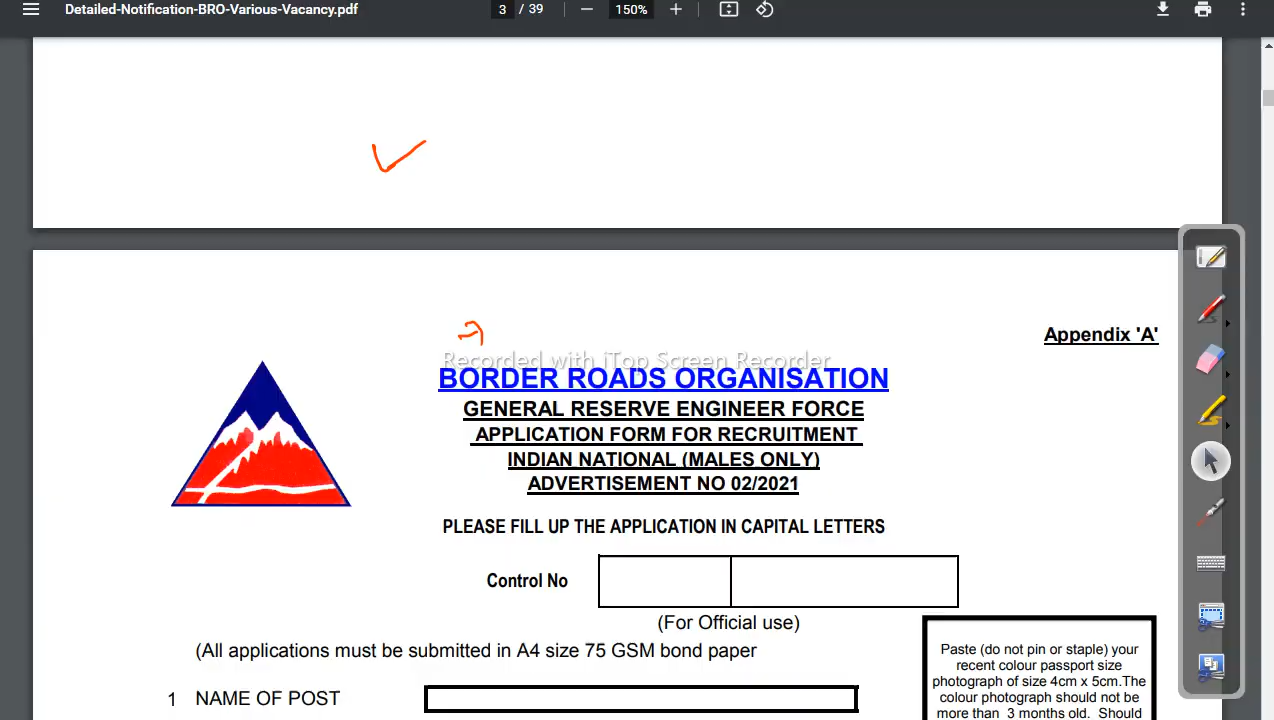 Detailed-Notification-BRO-Various-Vacancy.pdf
3 / 39
150%
Appendix 'A'
Recorded with iTop Screen Recorder
BORDER ROADS ORGANISATION
GENERAL RESERVE ENGINEER FORCE
APPLICATION FORM FOR RECRUITMENT
INDIAN NATIONAL (MALES ONLY)
ADVERTISEMENT NO 02/2021
PLEASE FILL UP THE APPLICATION IN CAPITAL LETTERS
Control No
(For Official use)
(All applications must be submitted in A4 size 75 GSM bond paper
1 NAME OF POST
Paste (do not pin or staple) your
recent colour passport size
photograph of size 4cm x 5cm.The
colour photograph should not be
more than 3 months old. Should